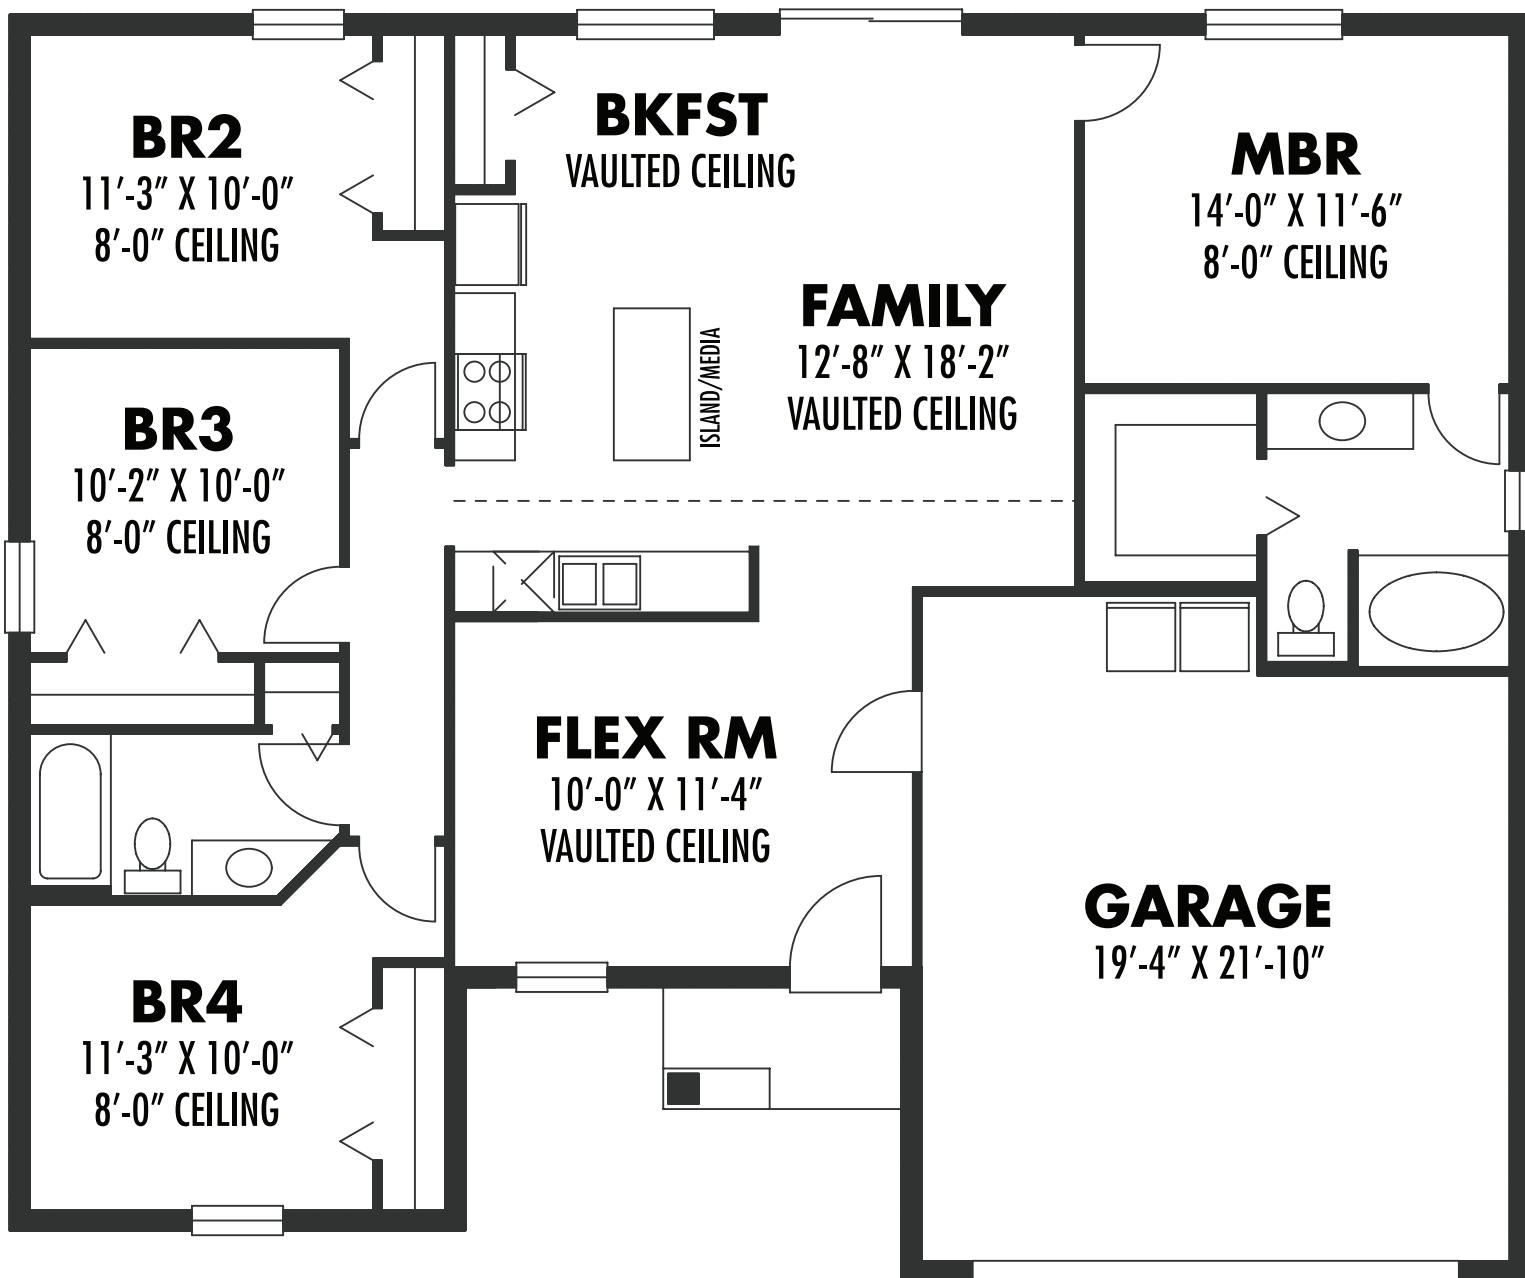 BR2
11'-3" X 10'-0"
8'-0" CEILING
BKFST
VAULTED CEILING
MBR
14'-0" X 11'-6"
8'-0" CEILING
FAMILY
12'-8" X 18'-2"
VAULTED CEILING
ISLAND/MEDIA
BR3
10'-2" X 10'-0"
8'-0" CEILING
FLEX RM
10'-0" X 11'-4"
VAULTED CEILING
GARAGE
19'-4" X 21'-10"
BR4
11'-3" X 10'-0"
8'-0" CEILING